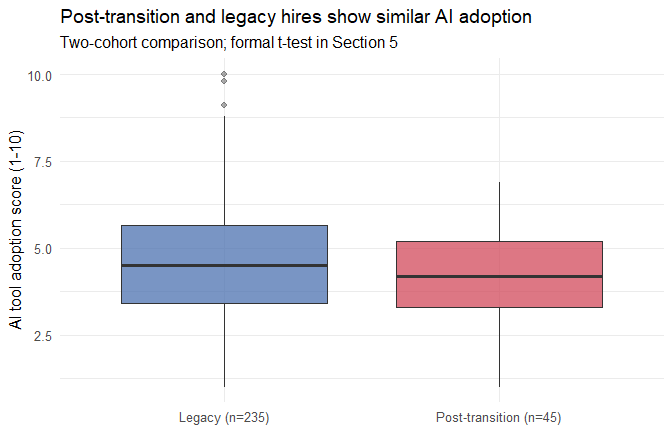 Post-transition and legacy hires show similar AI adoption
Two-cohort comparison; formal t-test in Section 5
AI tool adoption score (1-10)
10.0
7.5
5.0
2.5
Legacy (n=235)
Post-transition (n=45)